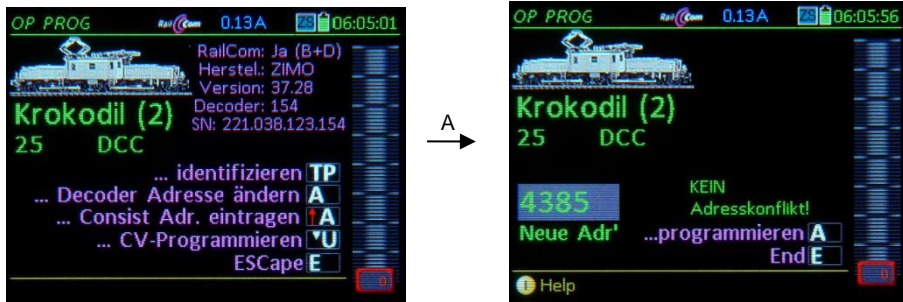 OP PROG RailCom 0.13A ZS 06:05:01
RailCom: Ja (B+D)
Herstel.: ZIMO
Version: 37.28
Decoder: 154
SN: 221.038.123.154
Krokodil (2)
25 DCC
... identifizieren TP
... Decoder Adresse ändern A
... Consist Adr. eintragen ↑A
... CV-Programmieren ▼U
ESCape E
0
A
OP PROG RailCom 0.13A ZS 06:05:56
Krokodil (2)
25 DCC
4385
KEIN
Adresskonflikt!
Neue Adr' ...programmieren A
End E
0
i Help